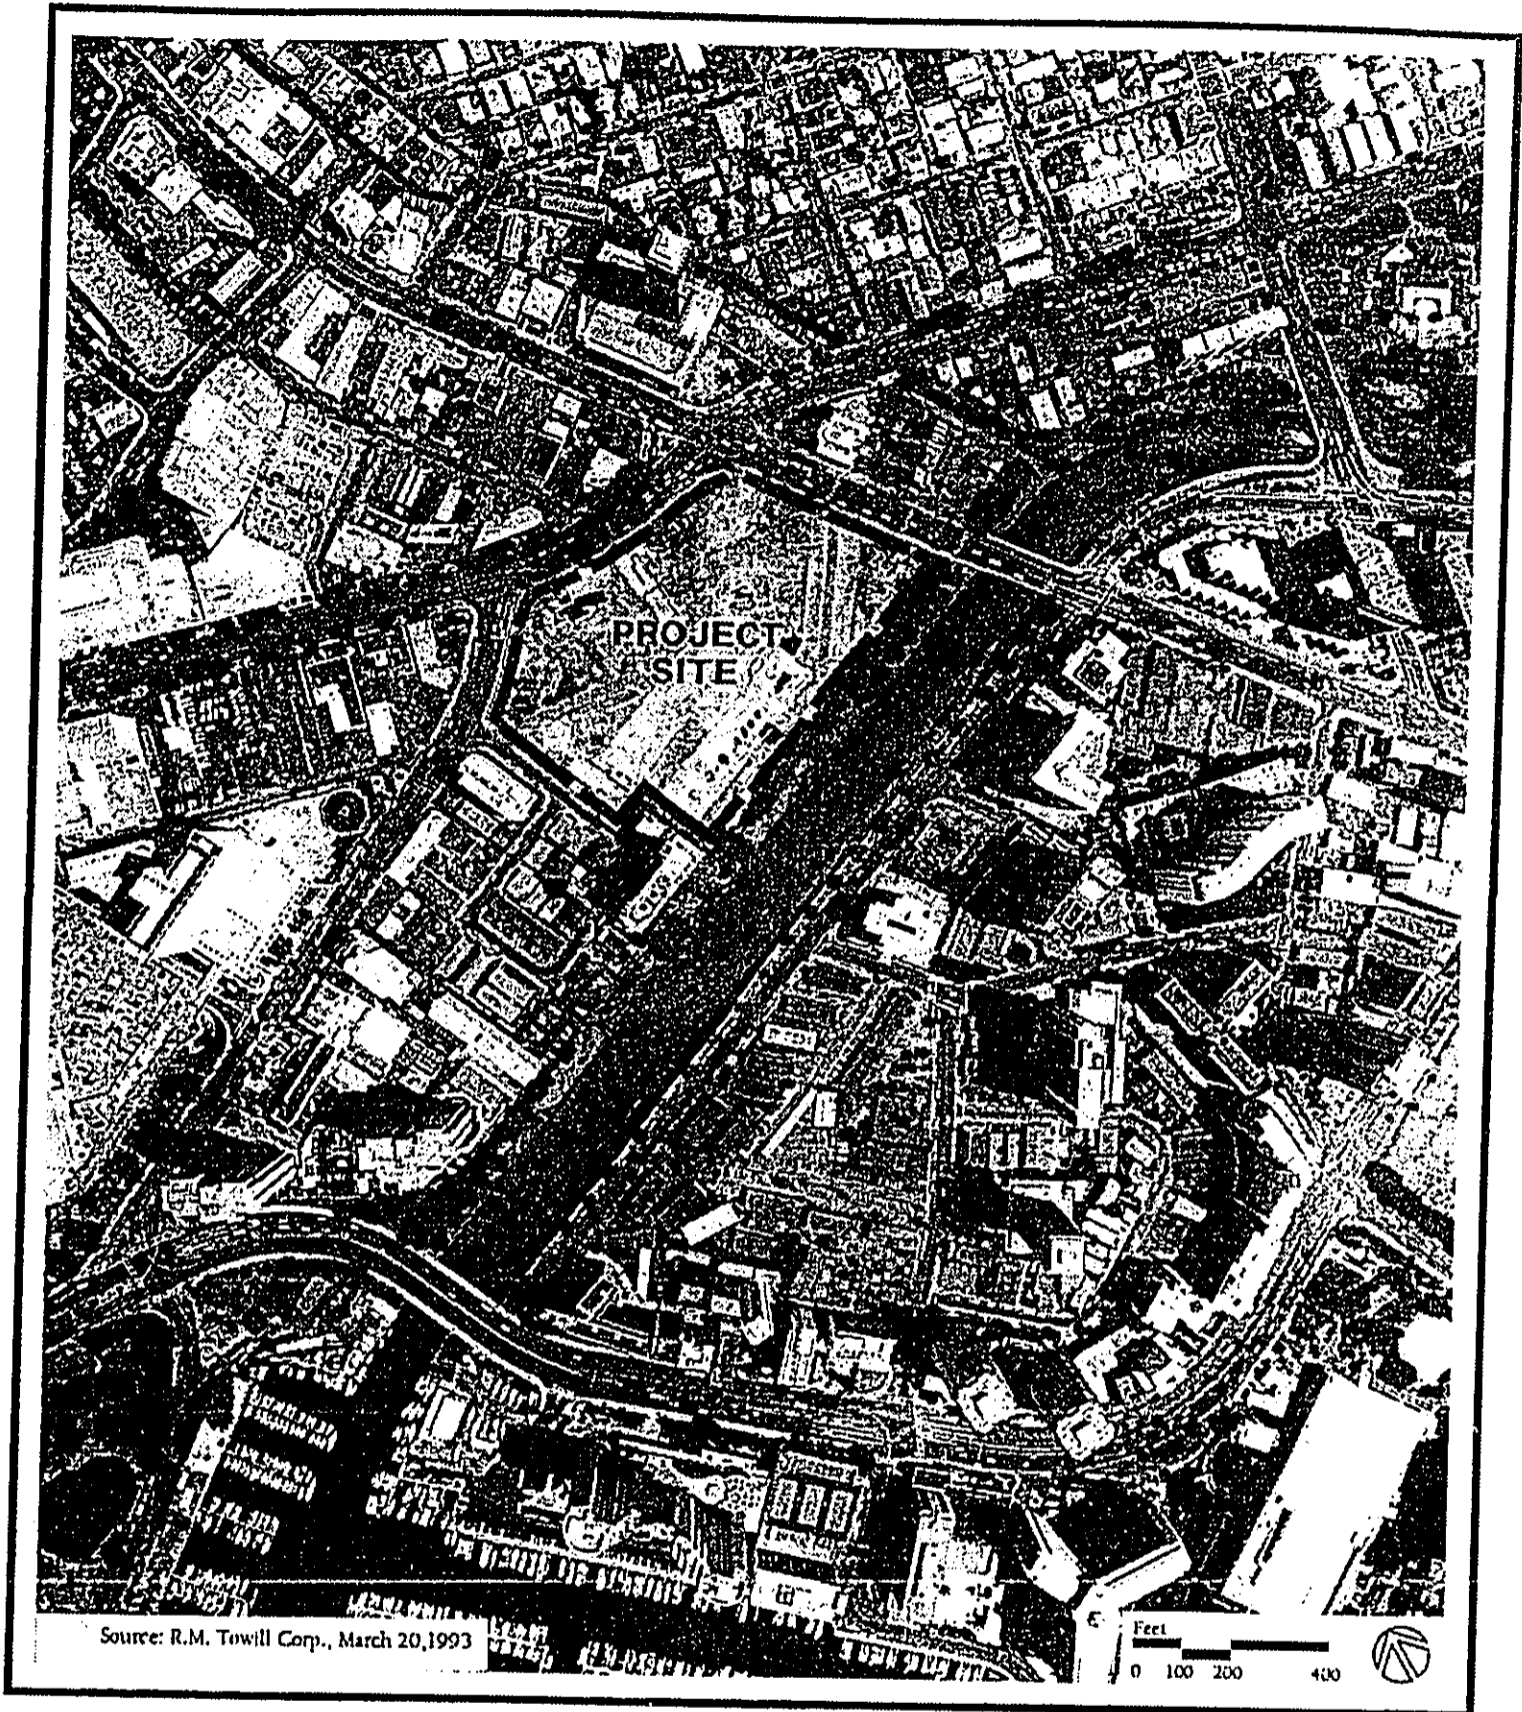 PROJECT
SITE
Source: R.M. Towill Corp., March 20,1993
Feet
0 100 200 400